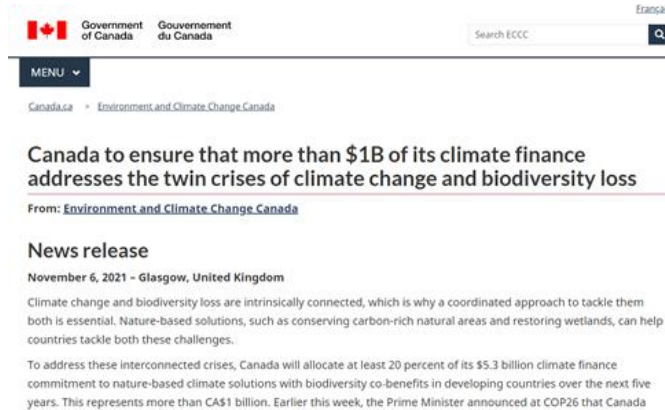 Françai
Government of Canada
Gouvernement du Canada
Search ECCC
MENU
Canada.ca
Environment and Climate Change Canada
Canada to ensure that more than $1B of its climate finance
addresses the twin crises of climate change and biodiversity loss
From: Environment and Climate Change Canada
News release
November 6, 2021 – Glasgow, United Kingdom
Climate change and biodiversity loss are intrinsically connected, which is why a coordinated approach to tackle them
both is essential. Nature-based solutions, such as conserving carbon-rich natural areas and restoring wetlands, can help
countries tackle both these challenges.
To address these interconnected crises, Canada will allocate at least 20 percent of its $5.3 billion climate finance
commitment to nature-based climate solutions with biodiversity co-benefits in developing countries over the next five
years. This represents more than CA$1 billion. Earlier this week, the Prime Minister announced at COP26 that Canada